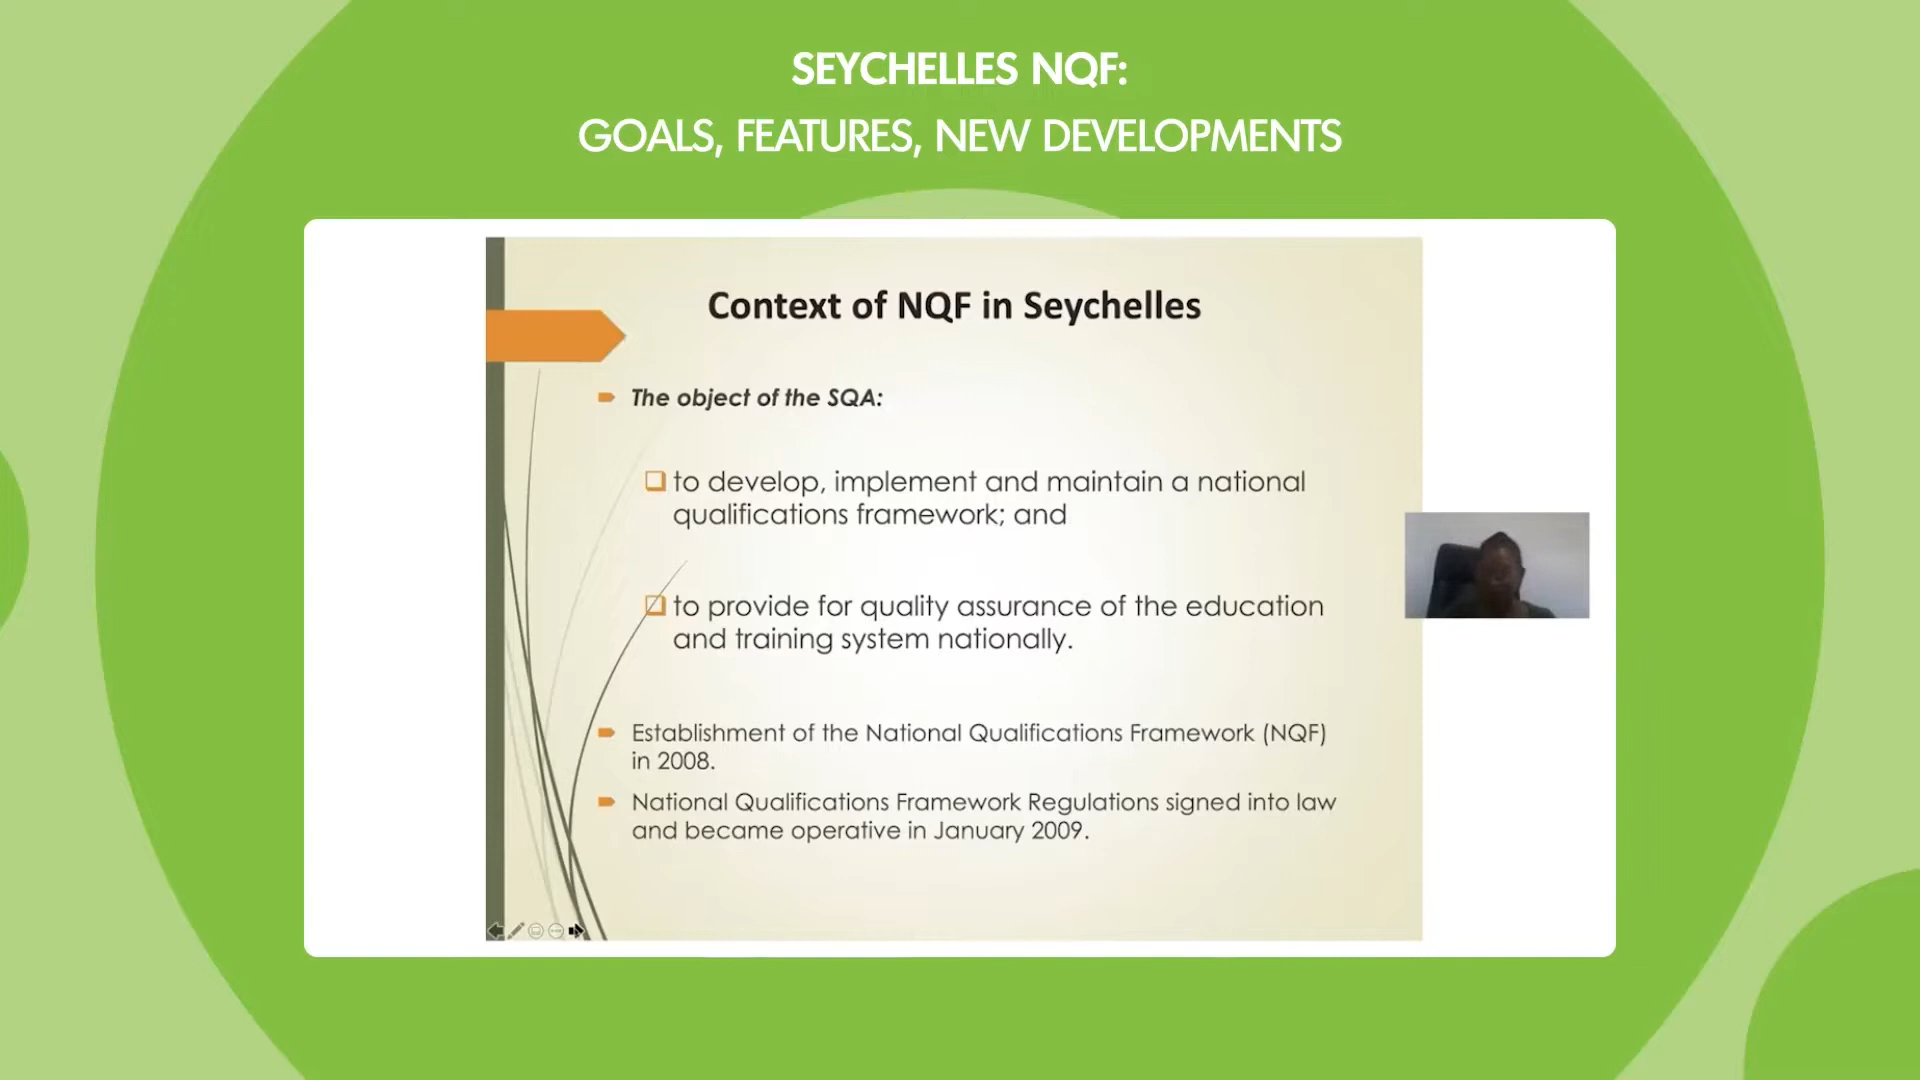 SEYCHELLES NQF:
GOALS, FEATURES, NEW DEVELOPMENTS
Context of NQF in Seychelles
The object of the SQA:
to develop, implement and maintain a national
qualifications framework; and
to provide for quality assurance of the education
and training system nationally.
Establishment of the National Qualifications Framework (NQF)
in 2008.
National Qualifications Framework Regulations signed into law
and became operative in January 2009.